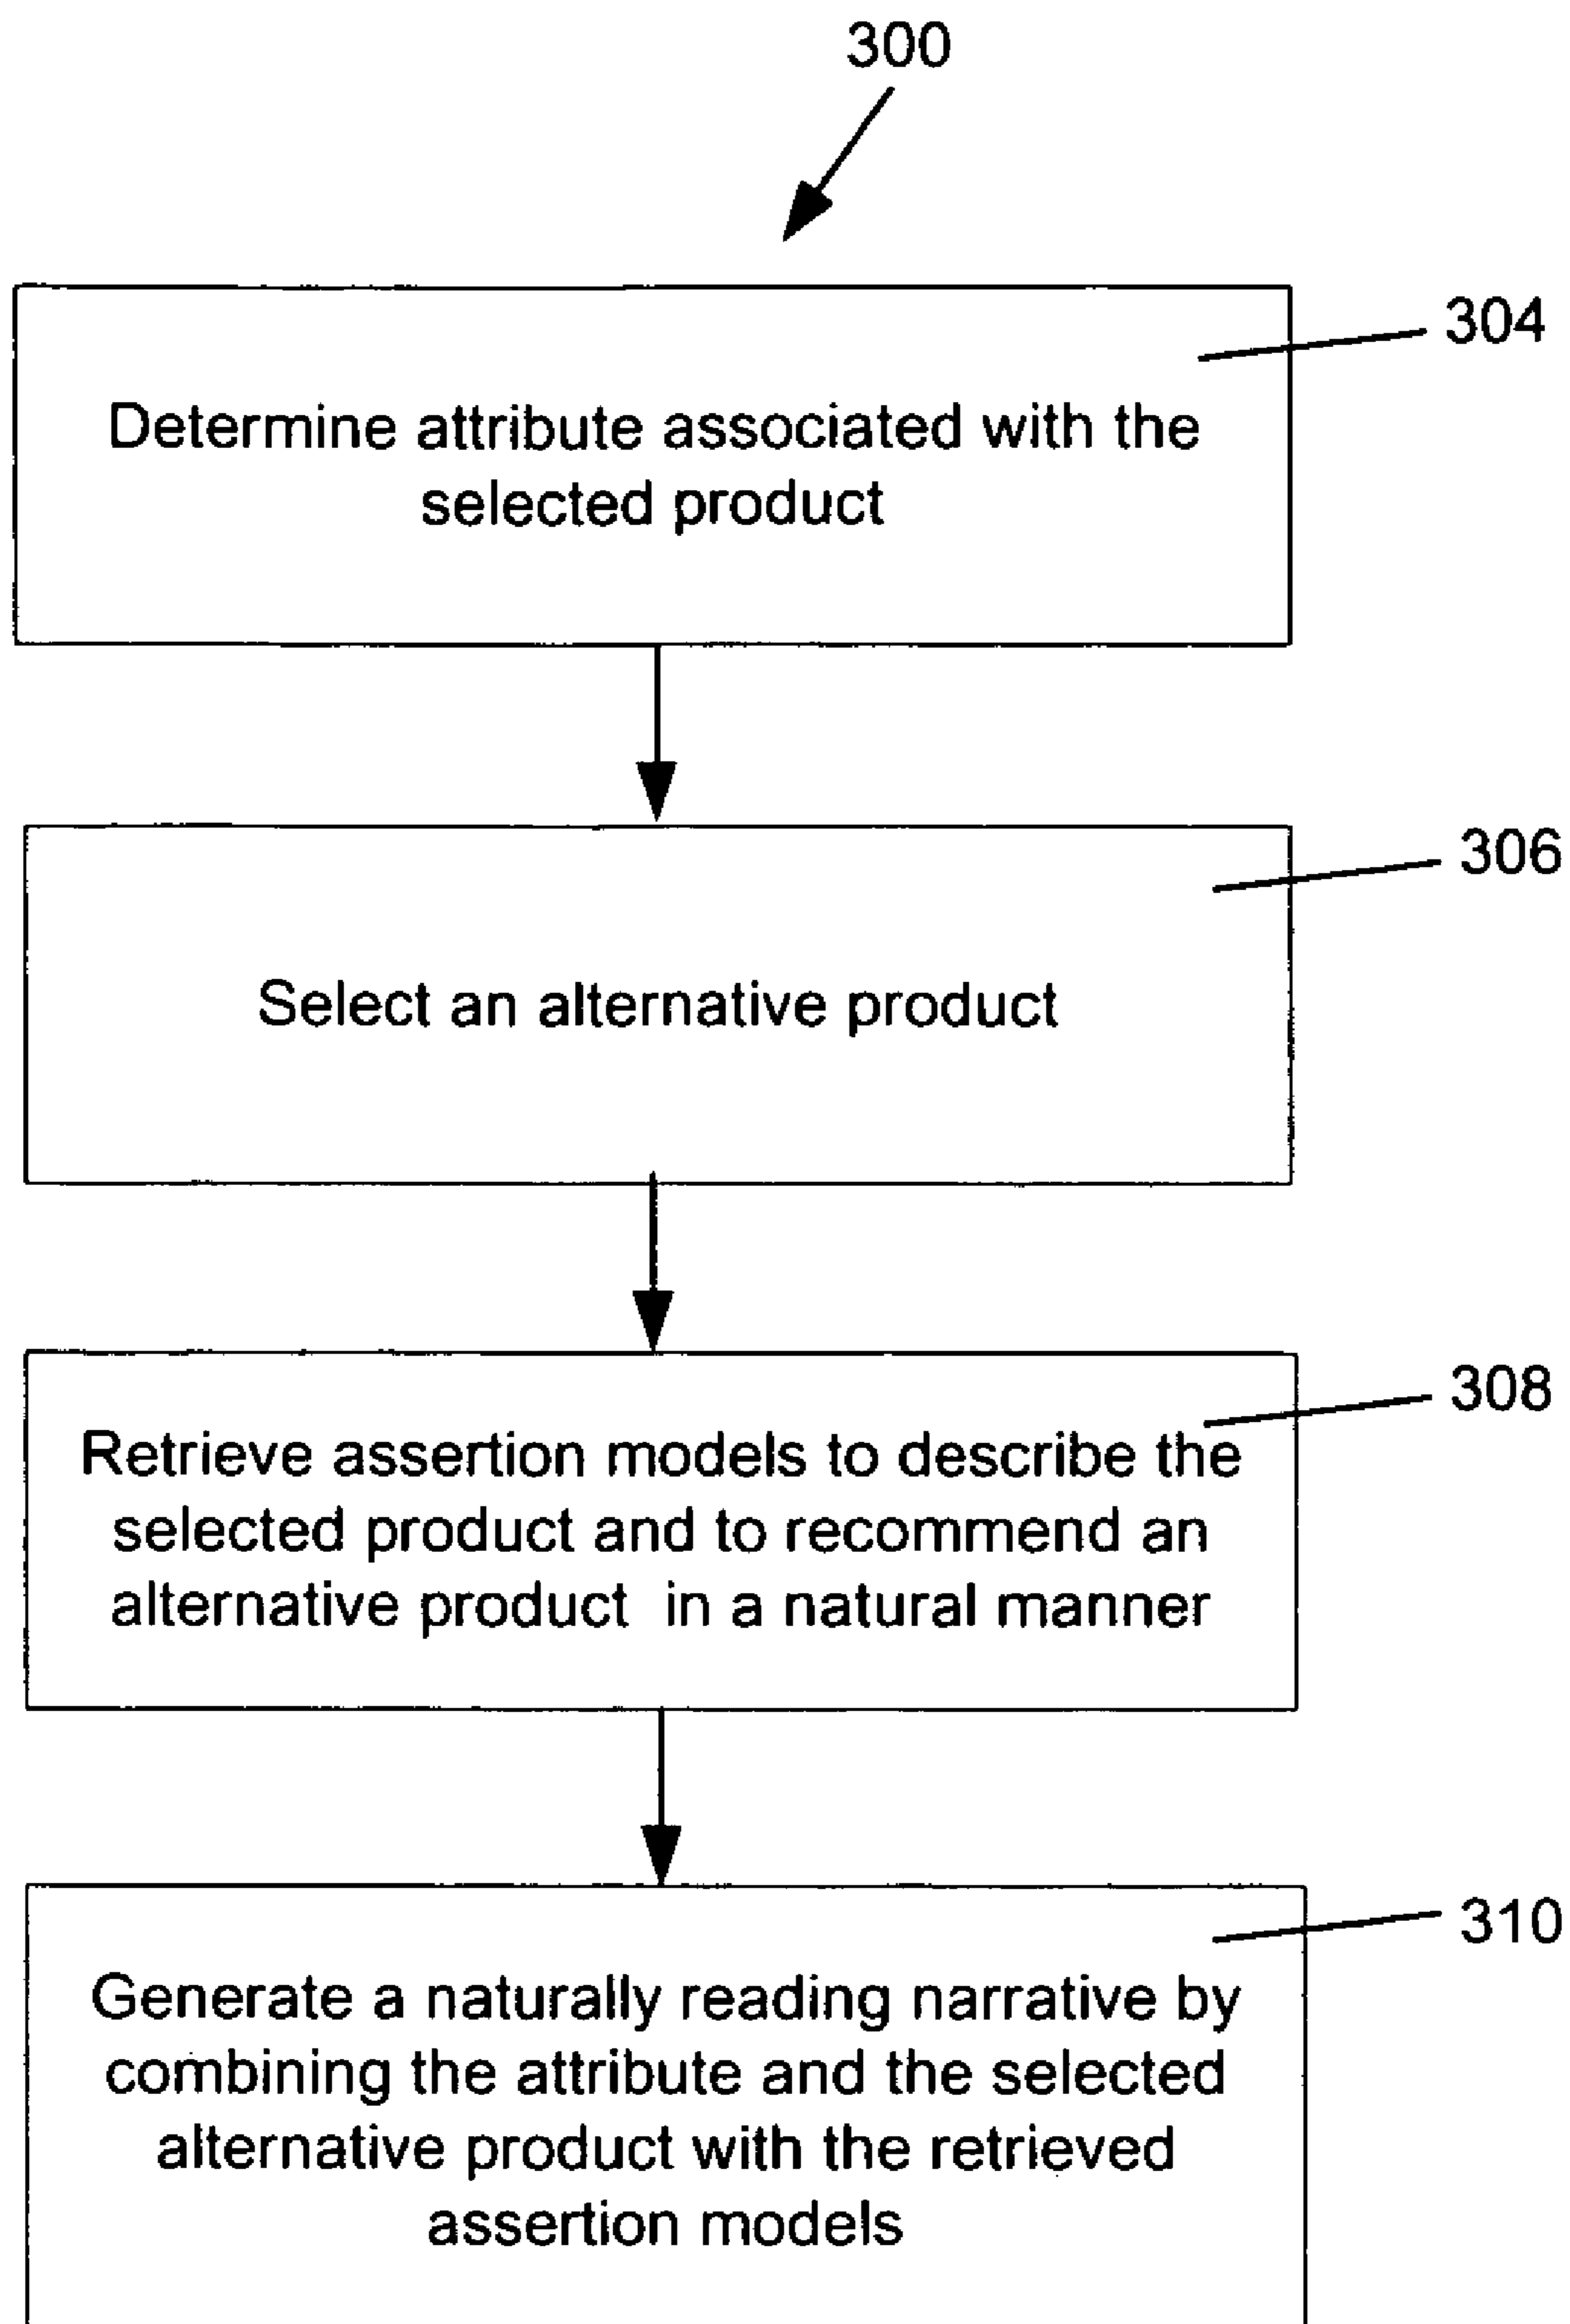 300
304
Determine attribute associated with the
selected product
306
Select an alternative product
308
Retrieve assertion models to describe the
selected product and to recommend an
alternative product in a natural manner
310
Generate a naturally reading narrative by
combining the attribute and the selected
alternative product with the retrieved
assertion models